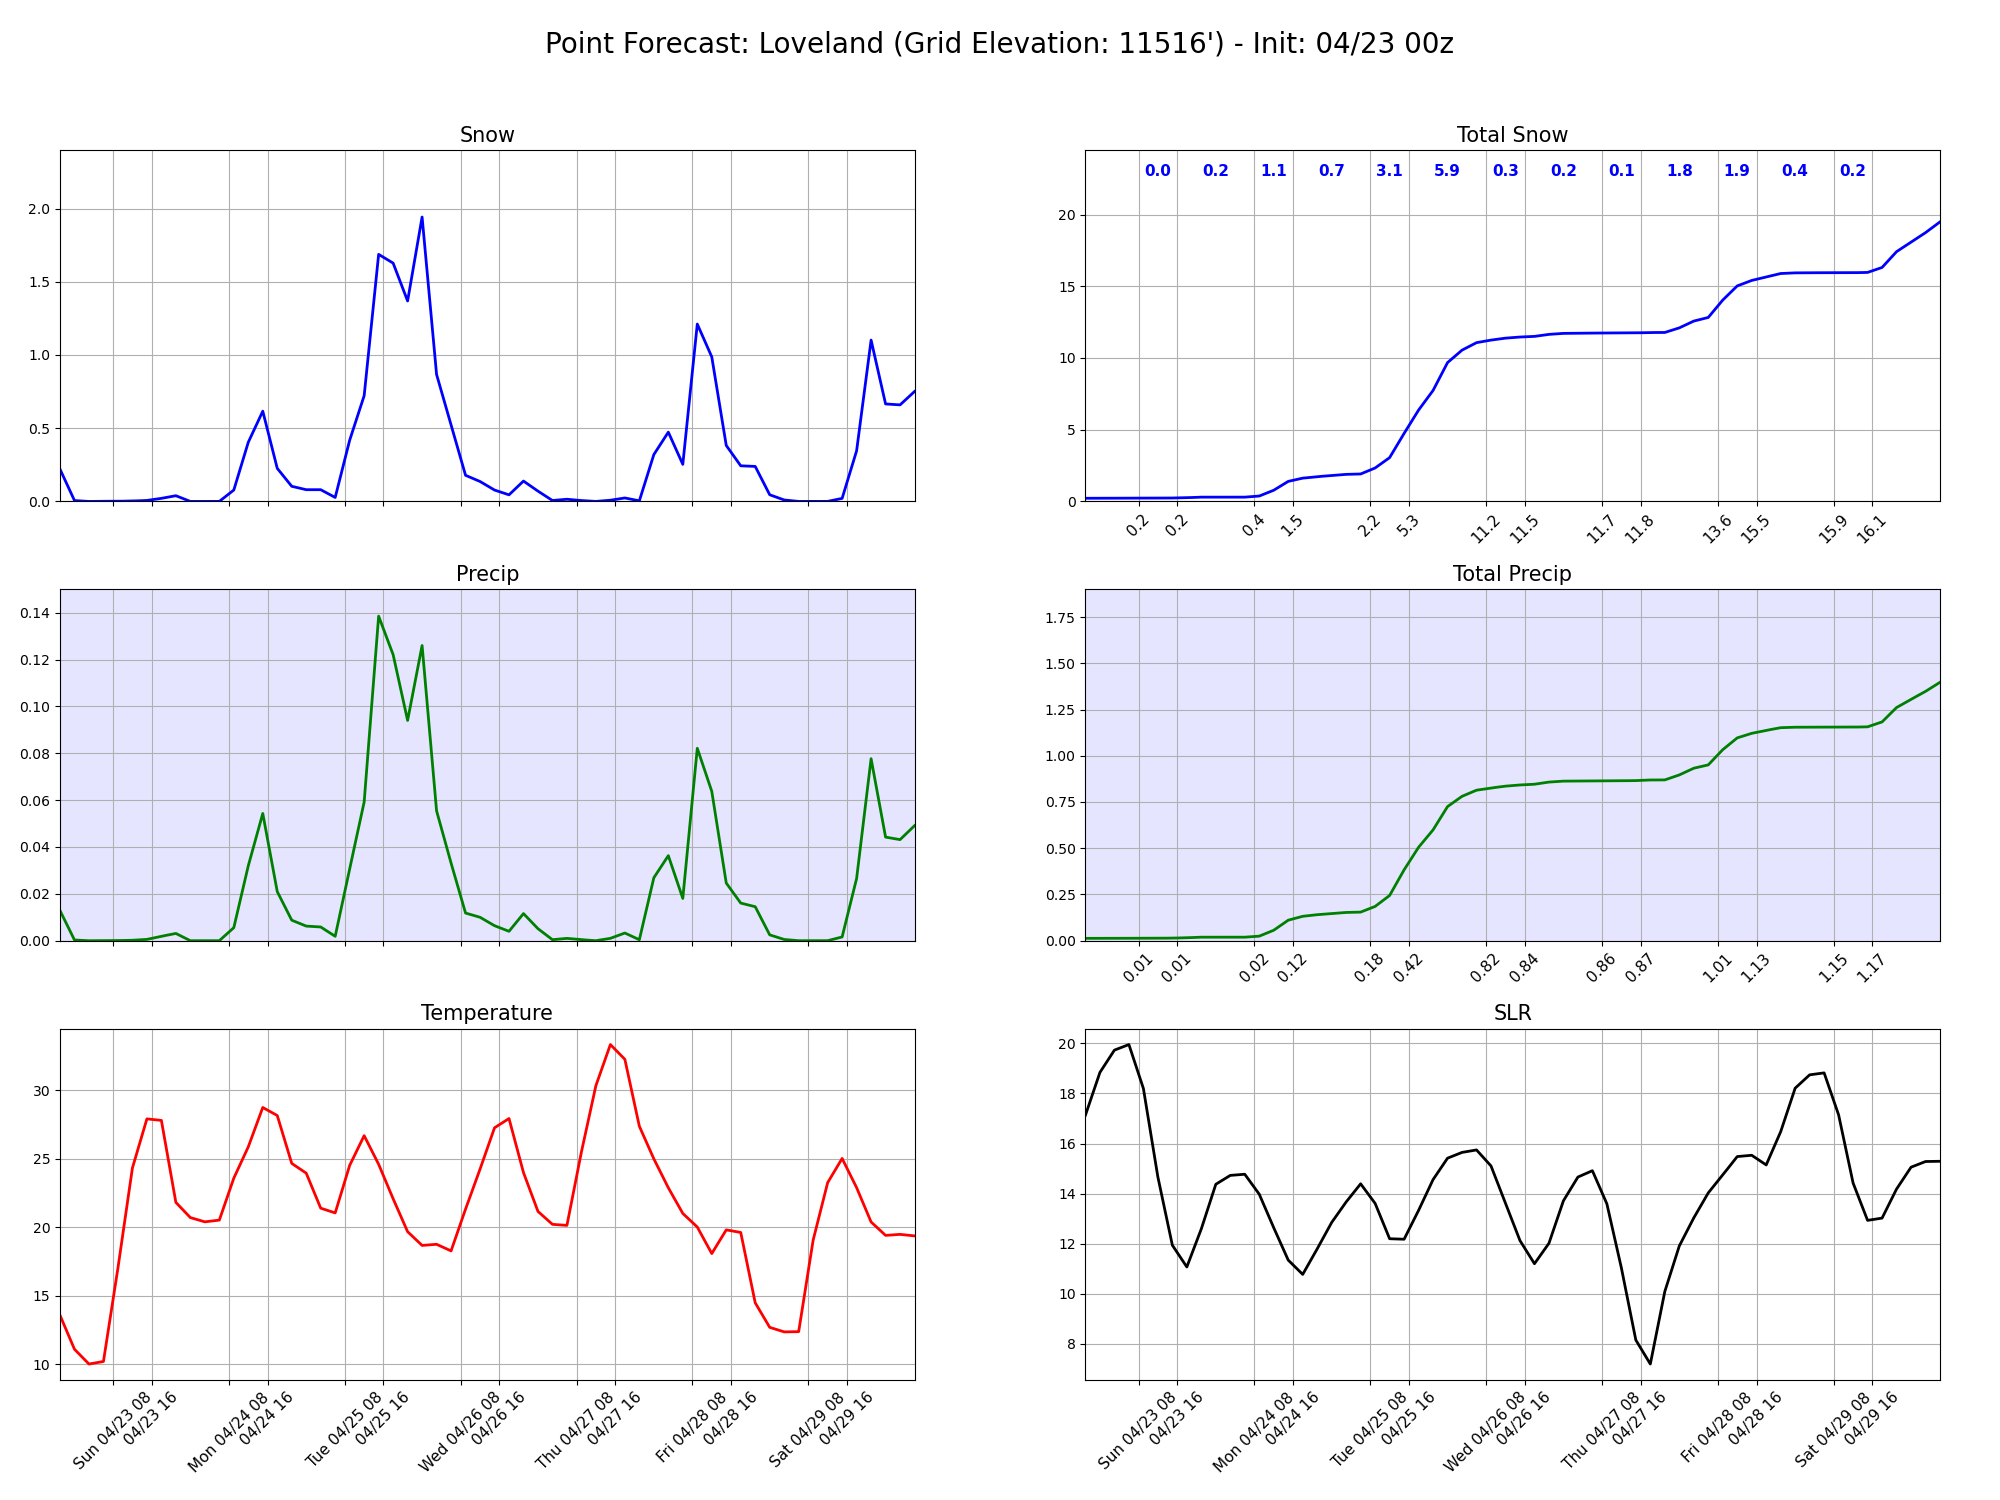 Point Forecast: Loveland (Grid Elevation: 11516') - Init: 04/23 00z
Snow
2.0
1.5
1.0
0.5
0.0
Total Snow
0.0 0.2 1.1 0.7 3.1 5.9 0.3 0.2 0.1 1.8 1.9 0.4 0.2
20
15
10
5
0
0.2 0.2 0.4 1.5 2.2 5.3 11.2 11.5 11.7 11.8 13.6 15.5 15.9 16.1
Precip
0.14
0.12
0.10
0.08
0.06
0.04
0.02
0.00
Total Precip
1.75
1.50
1.25
1.00
0.75
0.50
0.25
0.00
0.01 0.01 0.02 0.12 0.18 0.42 0.82 0.84 0.86 0.87 1.01 1.13 1.15 1.17
Temperature
30
25
20
15
10
Sun 04/23 08
04/23 16
Mon 04/24 08
04/24 16
Tue 04/25 08
04/25 16
Wed 04/26 08
04/26 16
Thu 04/27 08
04/27 16
Fri 04/28 08
04/28 16
Sat 04/29 08
04/29 16
SLR
20
18
16
14
12
10
8
Sun 04/23 08
04/23 16
Mon 04/24 08
04/24 16
Tue 04/25 08
04/25 16
Wed 04/26 08
04/26 16
Thu 04/27 08
04/27 16
Fri 04/28 08
04/28 16
Sat 04/29 08
04/29 16